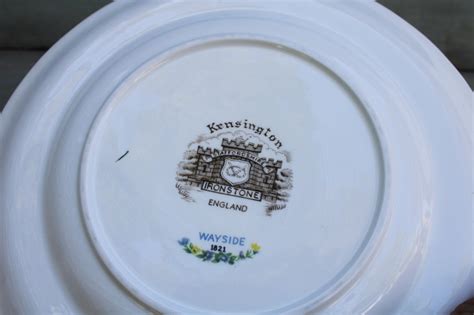 Kensington
IRONSTONE
ENGLAND
WAYSIDE
1821